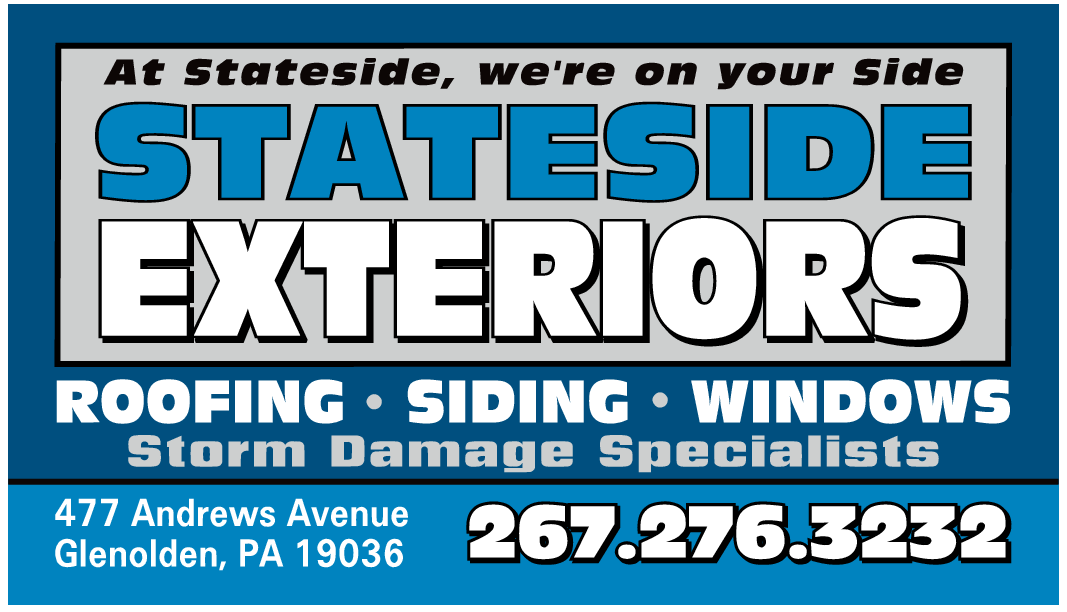 At Stateside, we're on your Side
STATESIDE
EXTERIORS
ROOFING • SIDING • WINDOWS
Storm Damage Specialists
477 Andrews Avenue
Glenolden, PA 19036
267.276.3232